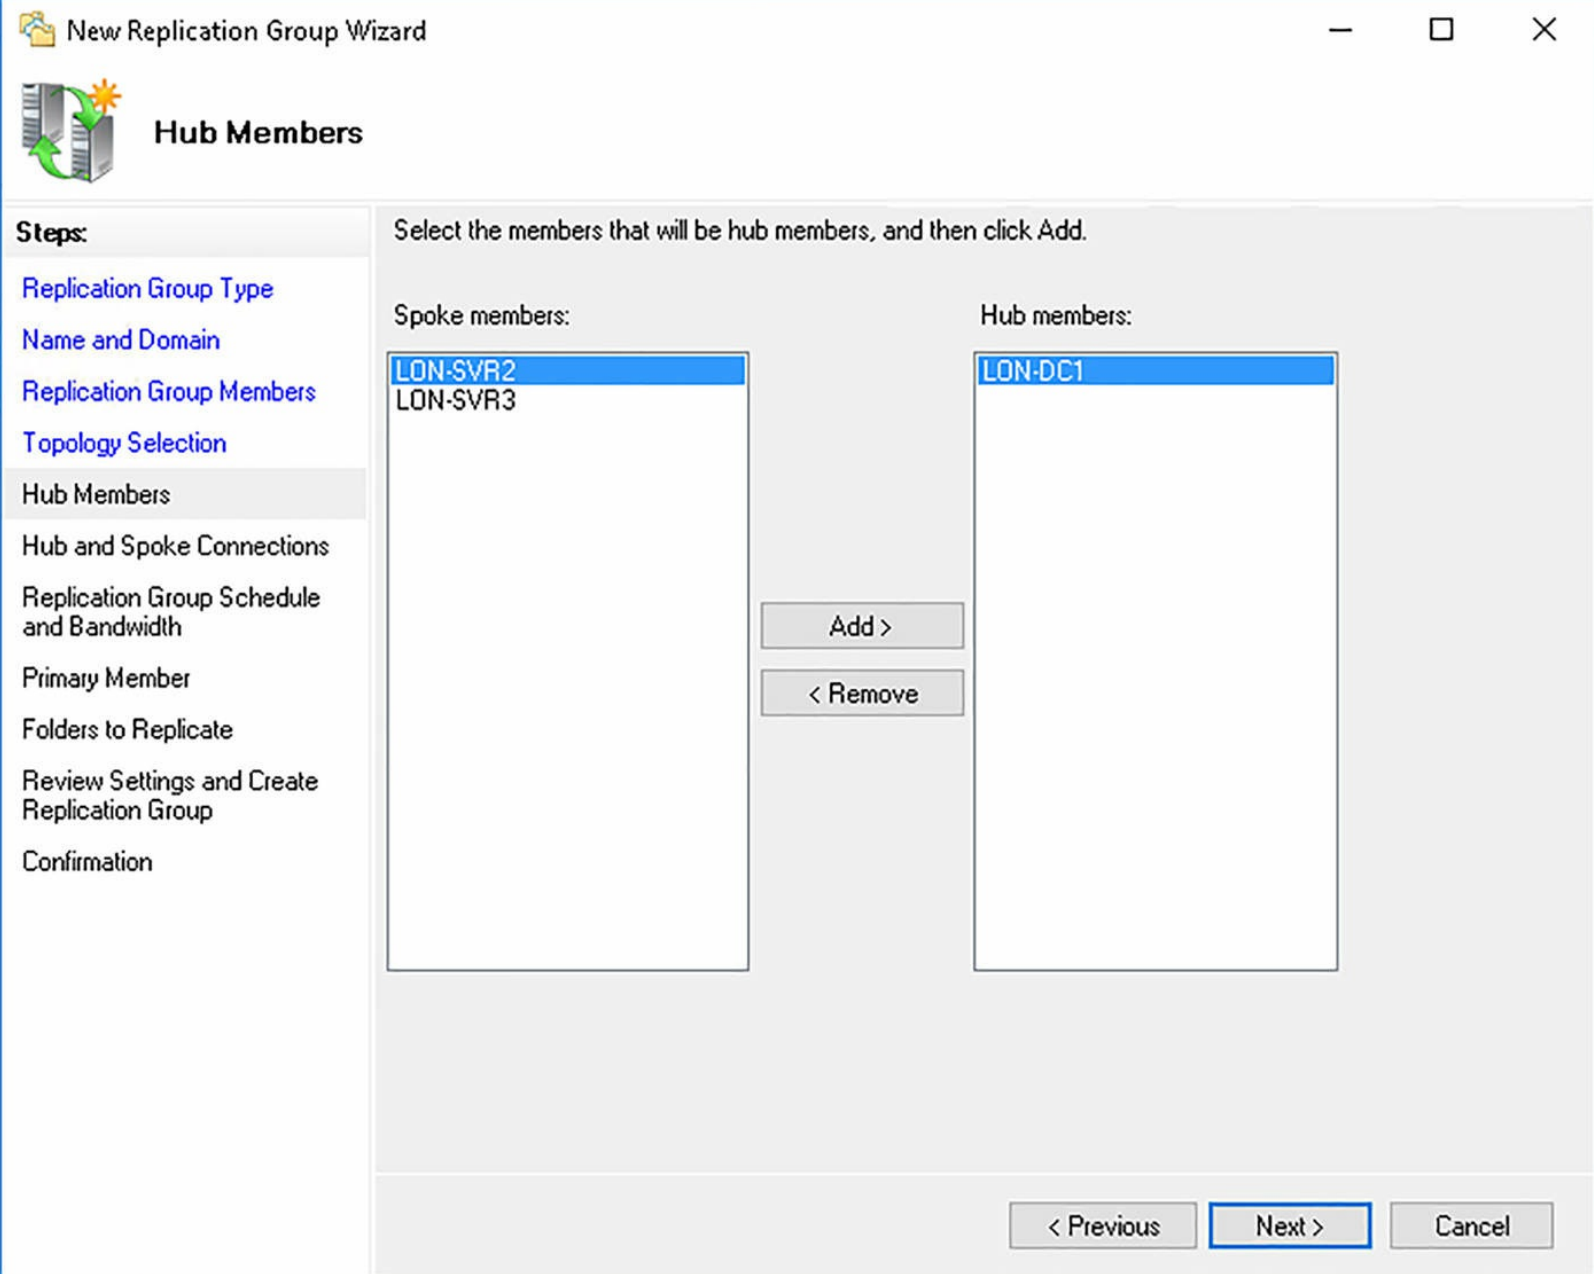 New Replication Group Wizard
Hub Members
Steps:
Replication Group Type
Name and Domain
Replication Group Members
Topology Selection
Hub Members
Hub and Spoke Connections
Replication Group Schedule
and Bandwidth
Primary Member
Folders to Replicate
Review Settings and Create
Replication Group
Confirmation
Select the members that will be hub members, and then click Add.
Spoke members:
LON-SVR2
LON-SVR3
Add >
< Remove
Hub members:
LON-DC1
< Previous
Next >
Cancel